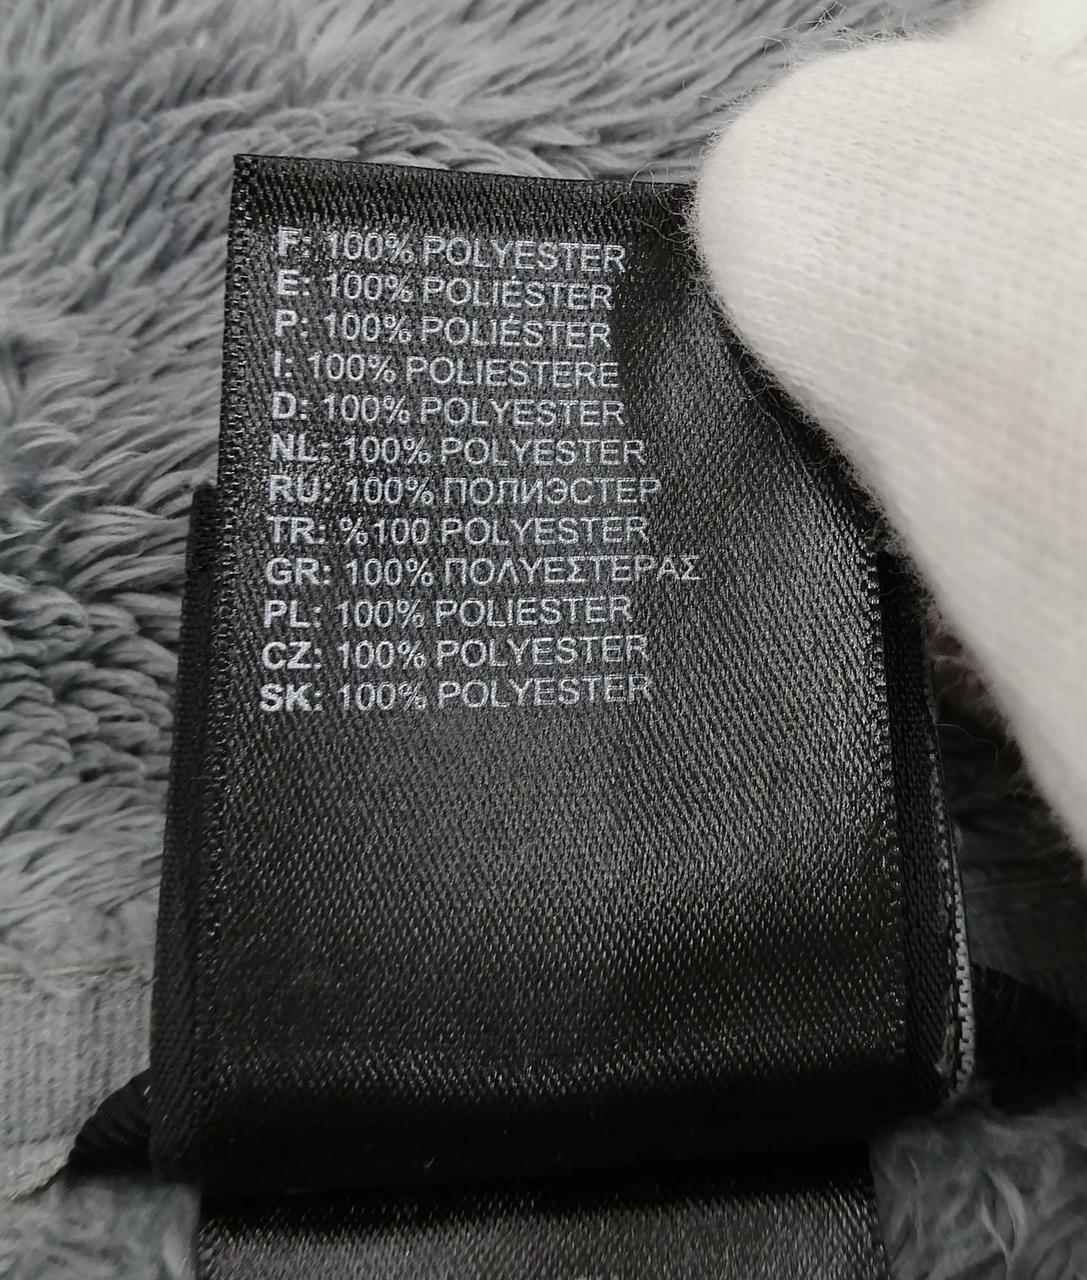 F: 100% POLYESTER
E: 100% POLIÉSTER
P: 100% POLIÉSTER
I: 100% POLIESTERE
D: 100% POLYESTER
NL: 100% POLYESTER
RU: 100% ПОЛИЭСТЕР
TR: %100 POLYESTER
GR: 100% ΠΟΛΥΕΣΤΕΡΑΣ
PL: 100% POLIESTER
CZ: 100% POLYESTER
SK: 100% POLYESTER